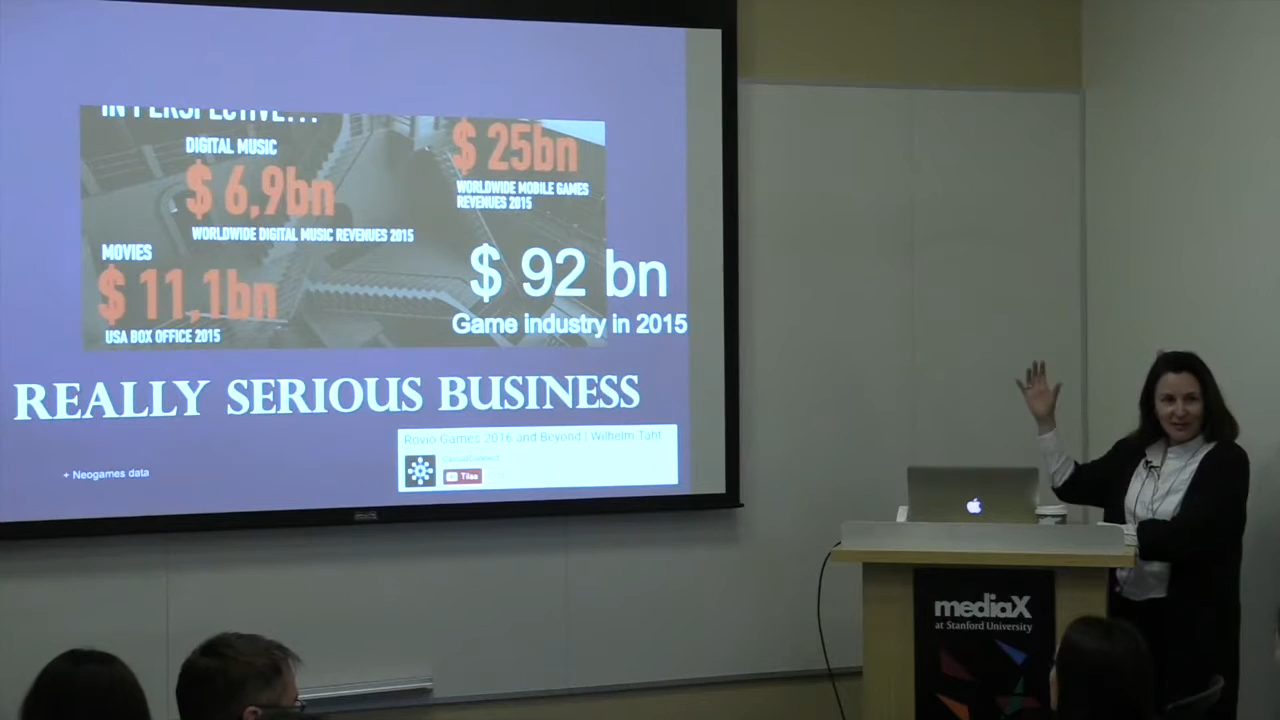 IN PERSPECTIVE...
DIGITAL MUSIC
$ 6,9bn
WORLDWIDE DIGITAL MUSIC REVENUES 2015
MOVIES
$ 11,1bn
USA BOX OFFICE 2015
$ 25bn
WORLDWIDE MOBILE GAMES
REVENUES 2015
$ 92 bn
Game industry in 2015
REALLY SERIOUS BUSINESS
+ Neogames data
Rovio Games 2016 and Beyond | Wilhelm Taht
Tilaa
mediaX
at Stanford University